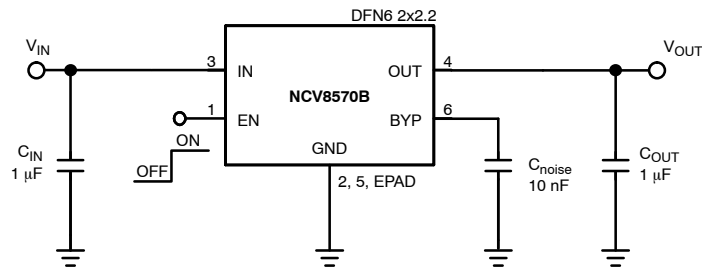 DFN6 2x2.2
VIN
VOUT
3
IN
OUT
4
NCV8570B
1
EN
BYP
6
ON
GND
OFF
CIN
1 μF
2, 5, EPAD
Cnoise
10 nF
COUT
1 μF